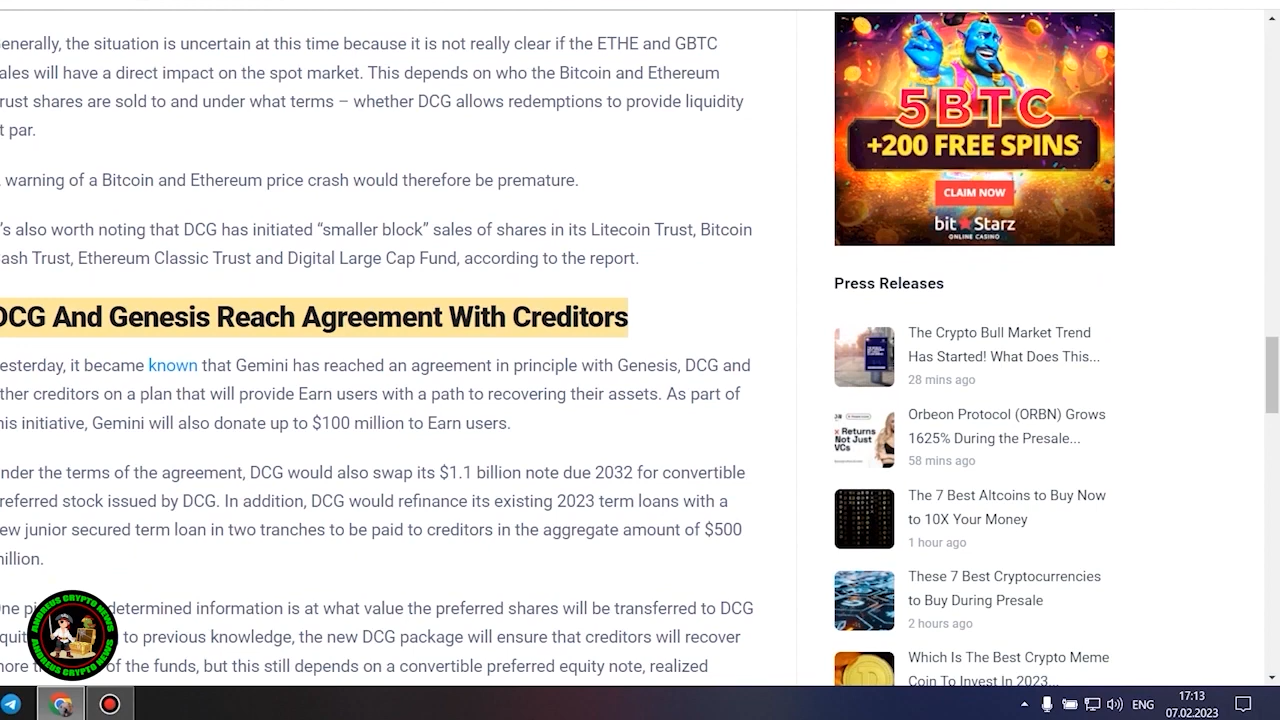 enerally, the situation is uncertain at this time because it is not really clear if the ETHE and GBTC
ales will have a direct impact on the spot market. This depends on who the Bitcoin and Ethereum
rust shares are sold to and under what terms – whether DCG allows redemptions to provide liquidity
t par.
warning of a Bitcoin and Ethereum price crash would therefore be premature.
's also worth noting that DCG has initiated “smaller block” sales of shares in its Litecoin Trust, Bitcoin
ash Trust, Ethereum Classic Trust and Digital Large Cap Fund, according to the report.
DCG And Genesis Reach Agreement With Creditors
esterday, it became known that Gemini has reached an agreement in principle with Genesis, DCG and
ther creditors on a plan that will provide Earn users with a path to recovering their assets. As part of
his initiative, Gemini will also donate up to $100 million to Earn users.
nder the terms of the agreement, DCG would also swap its $1.1 billion note due 2032 for convertible
referred stock issued by DCG. In addition, DCG would refinance its existing 2023 term loans with a
ew junior secured term loan in two tranches to be paid to creditors in the aggregate amount of $500
million.
ne pi determined information is at what value the preferred shares will be transferred to DCG
quit to previous knowledge, the new DCG package will ensure that creditors will recover
more of the funds, but this still depends on a convertible preferred equity note, realized
ANDREUS CRYPTO NEWS
ANDREUS CRYPTO NEWS
5BTC
+200 FREE SPINS
CLAIM NOW
bit Starz
ONLINE CASINO
Press Releases
The Crypto Bull Market Trend
Has Started! What Does This...
28 mins ago
x Returns
Not Just
VCs
Orbeon Protocol (ORBN) Grows
1625% During the Presale...
58 mins ago
The 7 Best Altcoins to Buy Now
to 10X Your Money
1 hour ago
These 7 Best Cryptocurrencies
to Buy During Presale
2 hours ago
Which Is The Best Crypto Meme
Coin To Invest In 2023...
ENG
17:13
07.02.2023